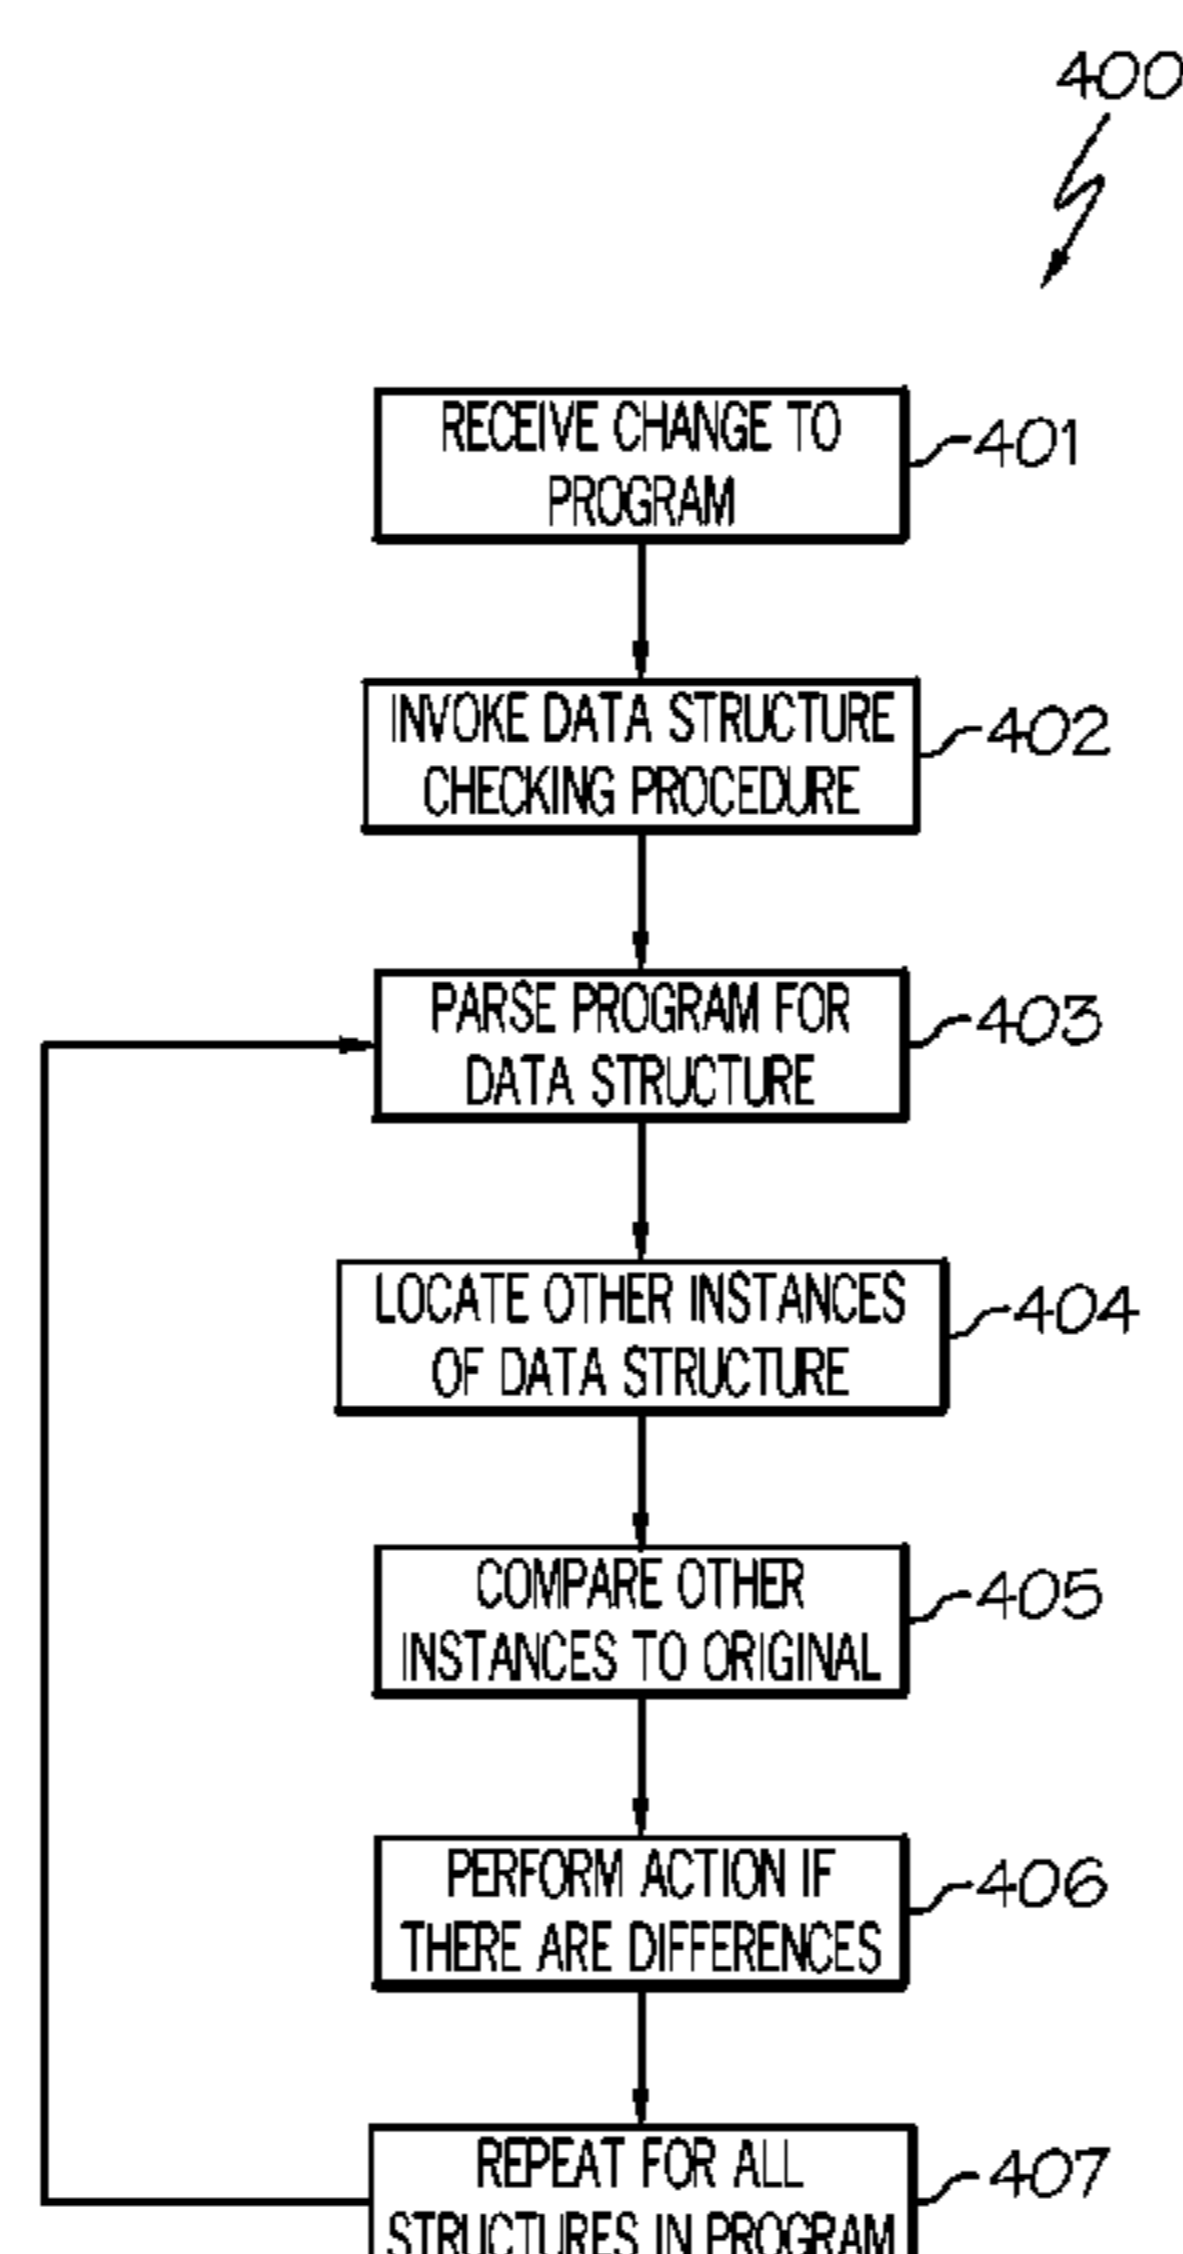 400
RECEIVE CHANGE TO
PROGRAM
401
INVOKE DATA STRUCTURE
CHECKING PROCEDURE
402
PARSE PROGRAM FOR
DATA STRUCTURE
403
LOCATE OTHER INSTANCES
OF DATA STRUCTURE
404
COMPARE OTHER
INSTANCES TO ORIGINAL
405
PERFORM ACTION IF
THERE ARE DIFFERENCES
406
REPEAT FOR ALL
STRUCTURES IN PROGRAM
407